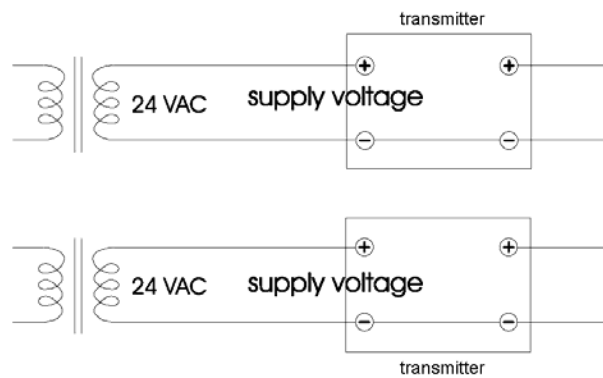 transmitter
+ +
24 VAC supply voltage
− −
+ +
24 VAC supply voltage
− −
transmitter